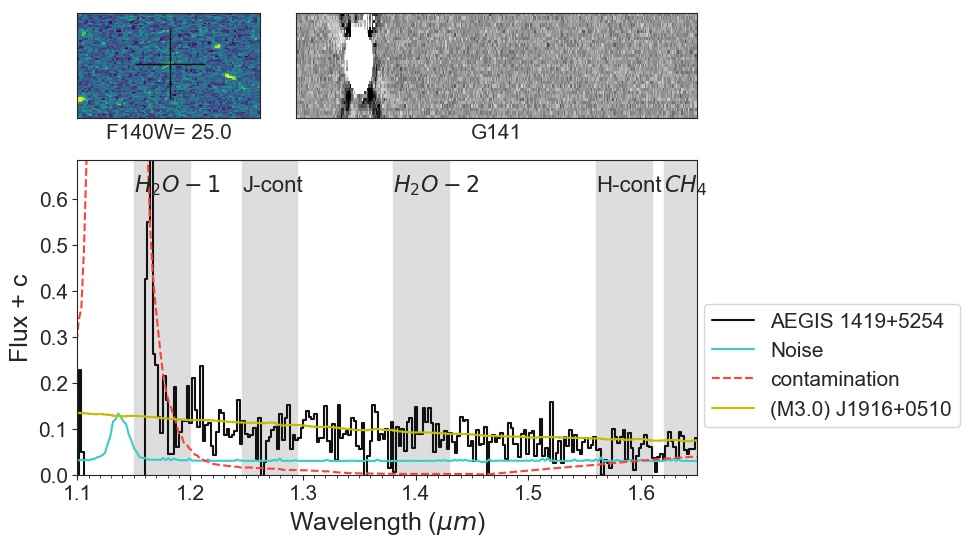 F140W= 25.0
G141
H₂O − 1
J-cont
H₂O − 2
H-cont
CH₄
Flux + c
0.6
0.5
0.4
0.3
0.2
0.1
0.0
1.1
1.2
1.3
1.4
1.5
1.6
Wavelength (μm)
AEGIS 1419+5254
Noise
contamination
(M3.0) J1916+0510